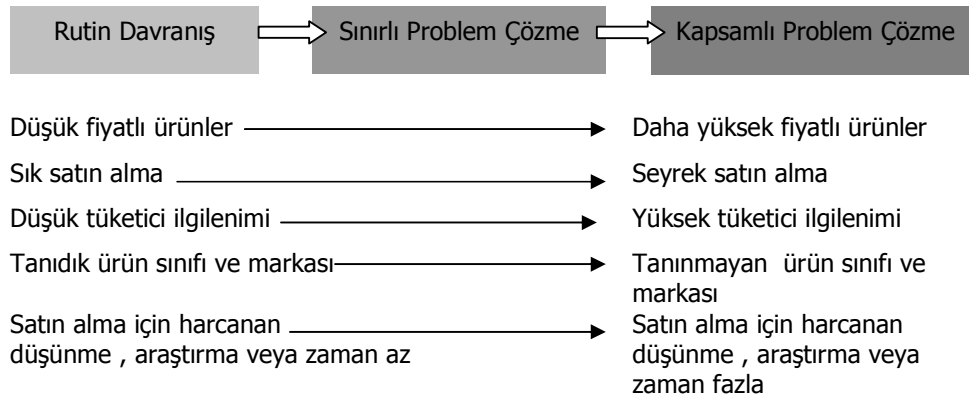 Rutin Davranış Sınırlı Problem Çözme Kapsamlı Problem Çözme
Düşük fiyatlı ürünler Daha yüksek fiyatlı ürünler
Sık satın alma Seyrek satın alma
Düşük tüketici ilgilenimi Yüksek tüketici ilgilenimi
Tanıdık ürün sınıfı ve markası Tanınmayan ürün sınıfı ve
markası
Satın alma için harcanan Satın alma için harcanan
düşünme , araştırma veya zaman az düşünme , araştırma veya
zaman fazla